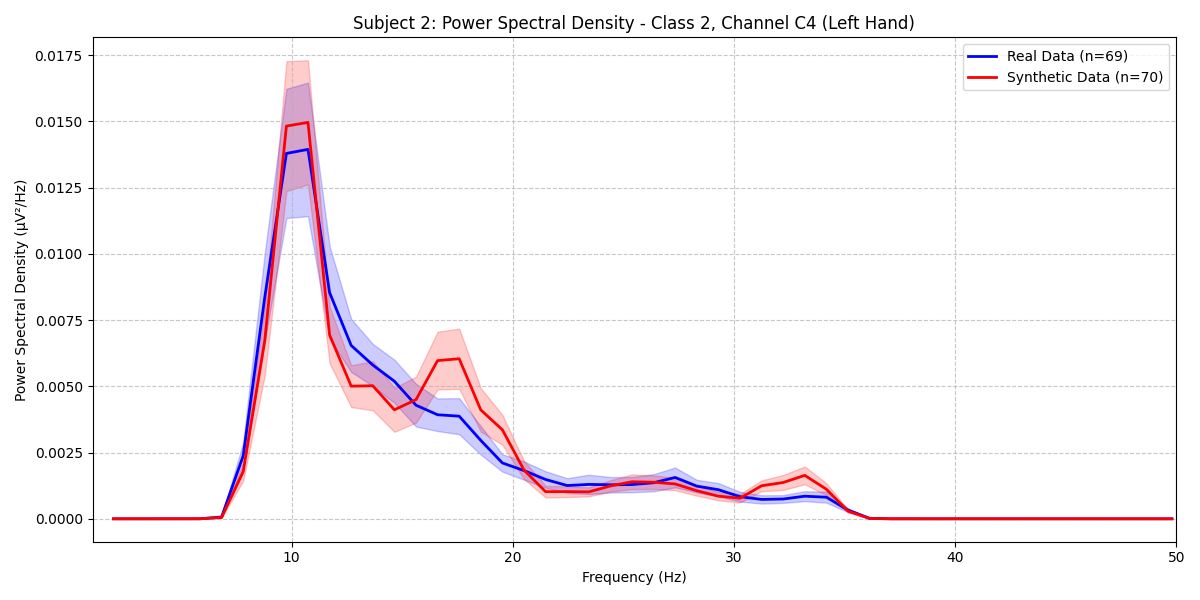 Subject 2: Power Spectral Density - Class 2, Channel C4 (Left Hand)
Real Data (n=69)
Synthetic Data (n=70)
Power Spectral Density (μV²/Hz)
0.0175
0.0150
0.0125
0.0100
0.0075
0.0050
0.0025
0.0000
10 20 30 40 50
Frequency (Hz)